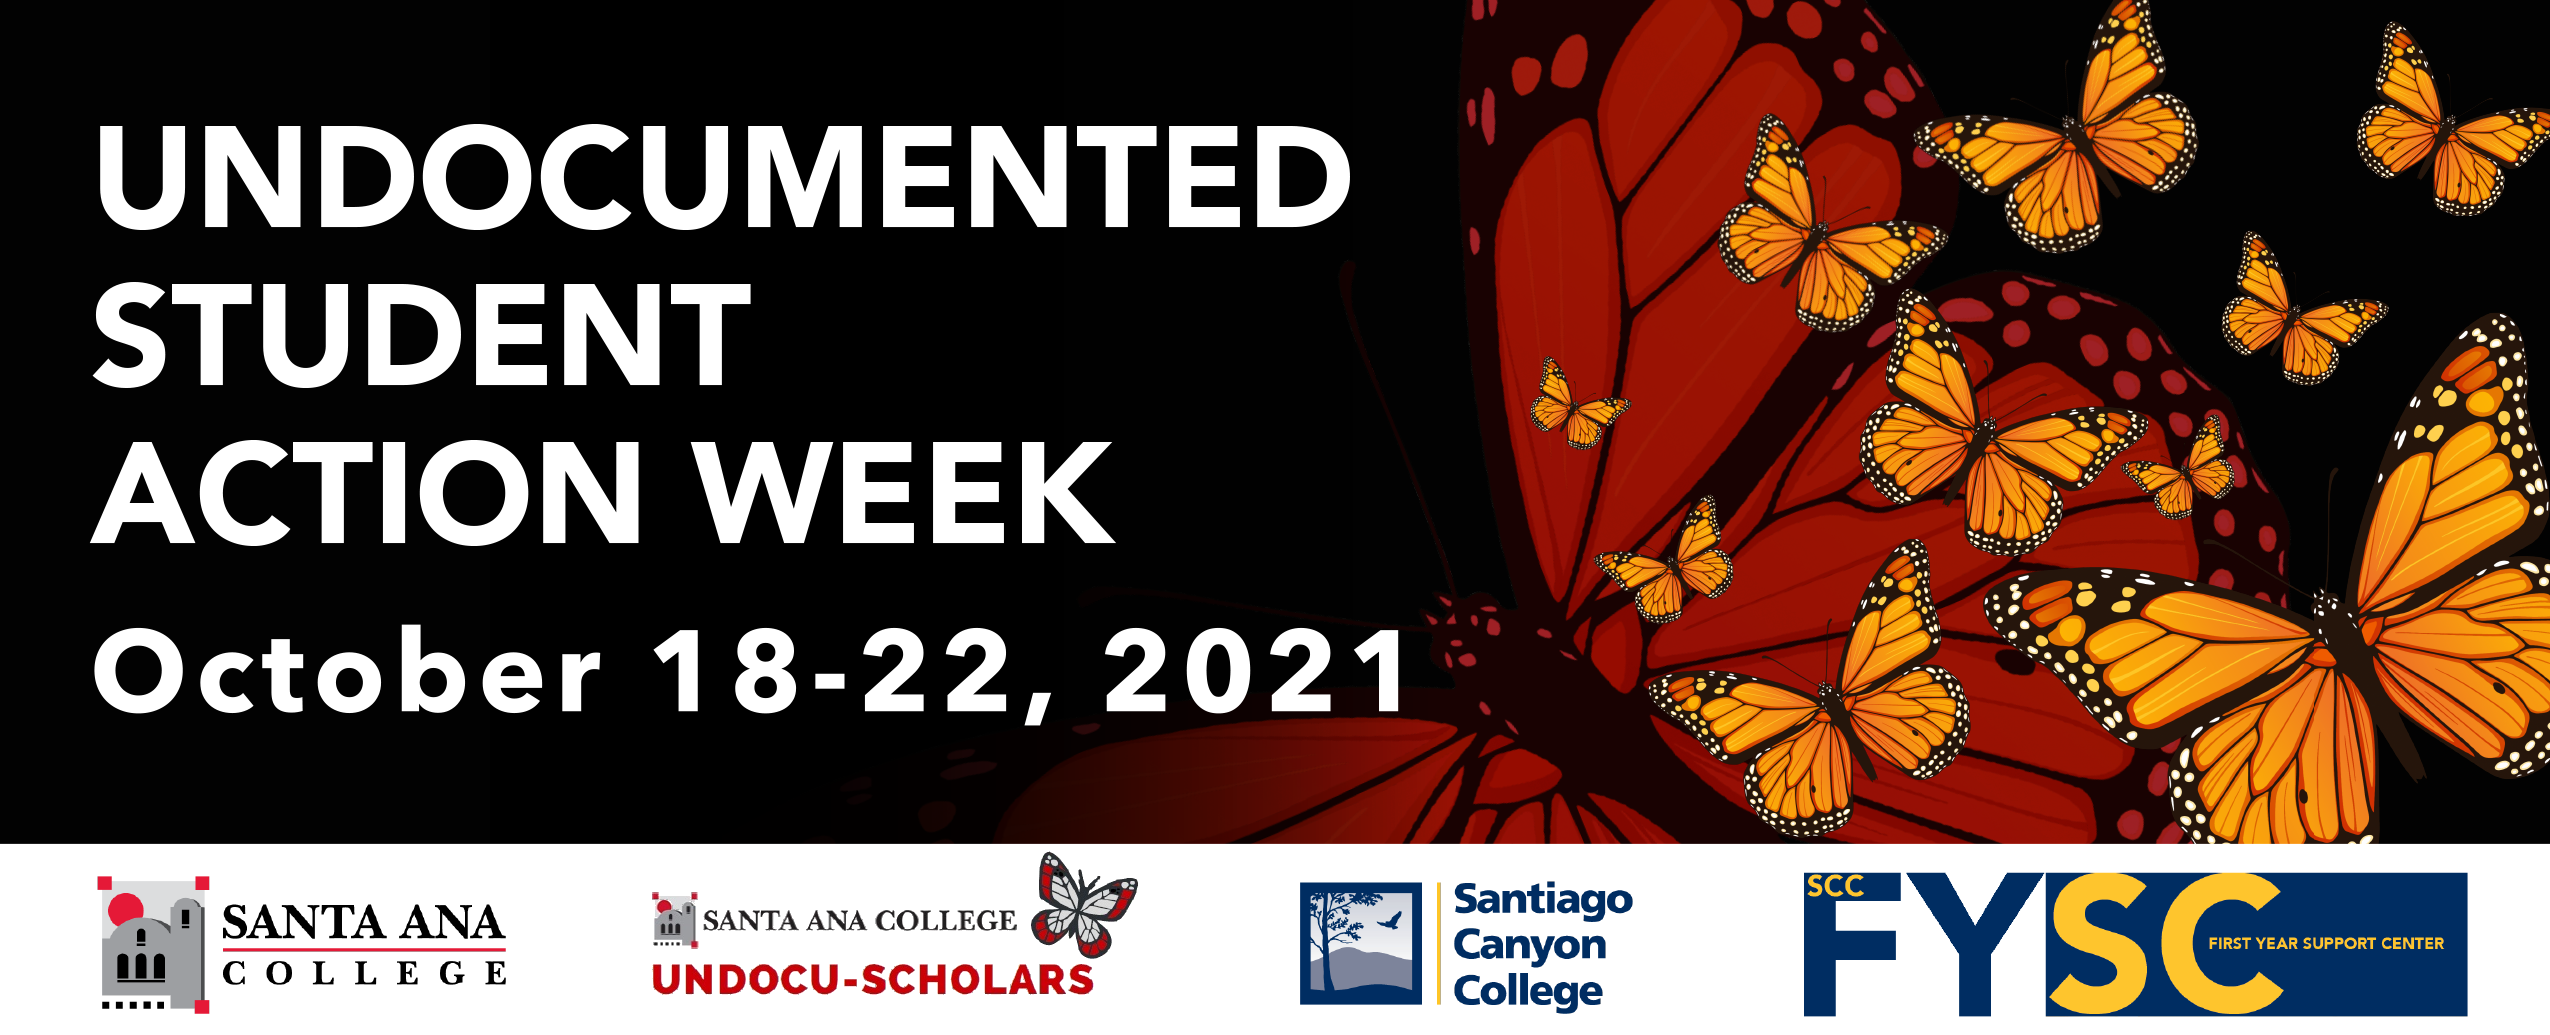 UNDOCUMENTED
STUDENT
ACTION WEEK
October 18-22, 2021
SANTA ANA
COLLEGE
SANTA ANA COLLEGE
UNDOCU-SCHOLARS
Santiago
Canyon
College
SCC
FYSC
FIRST YEAR SUPPORT CENTER